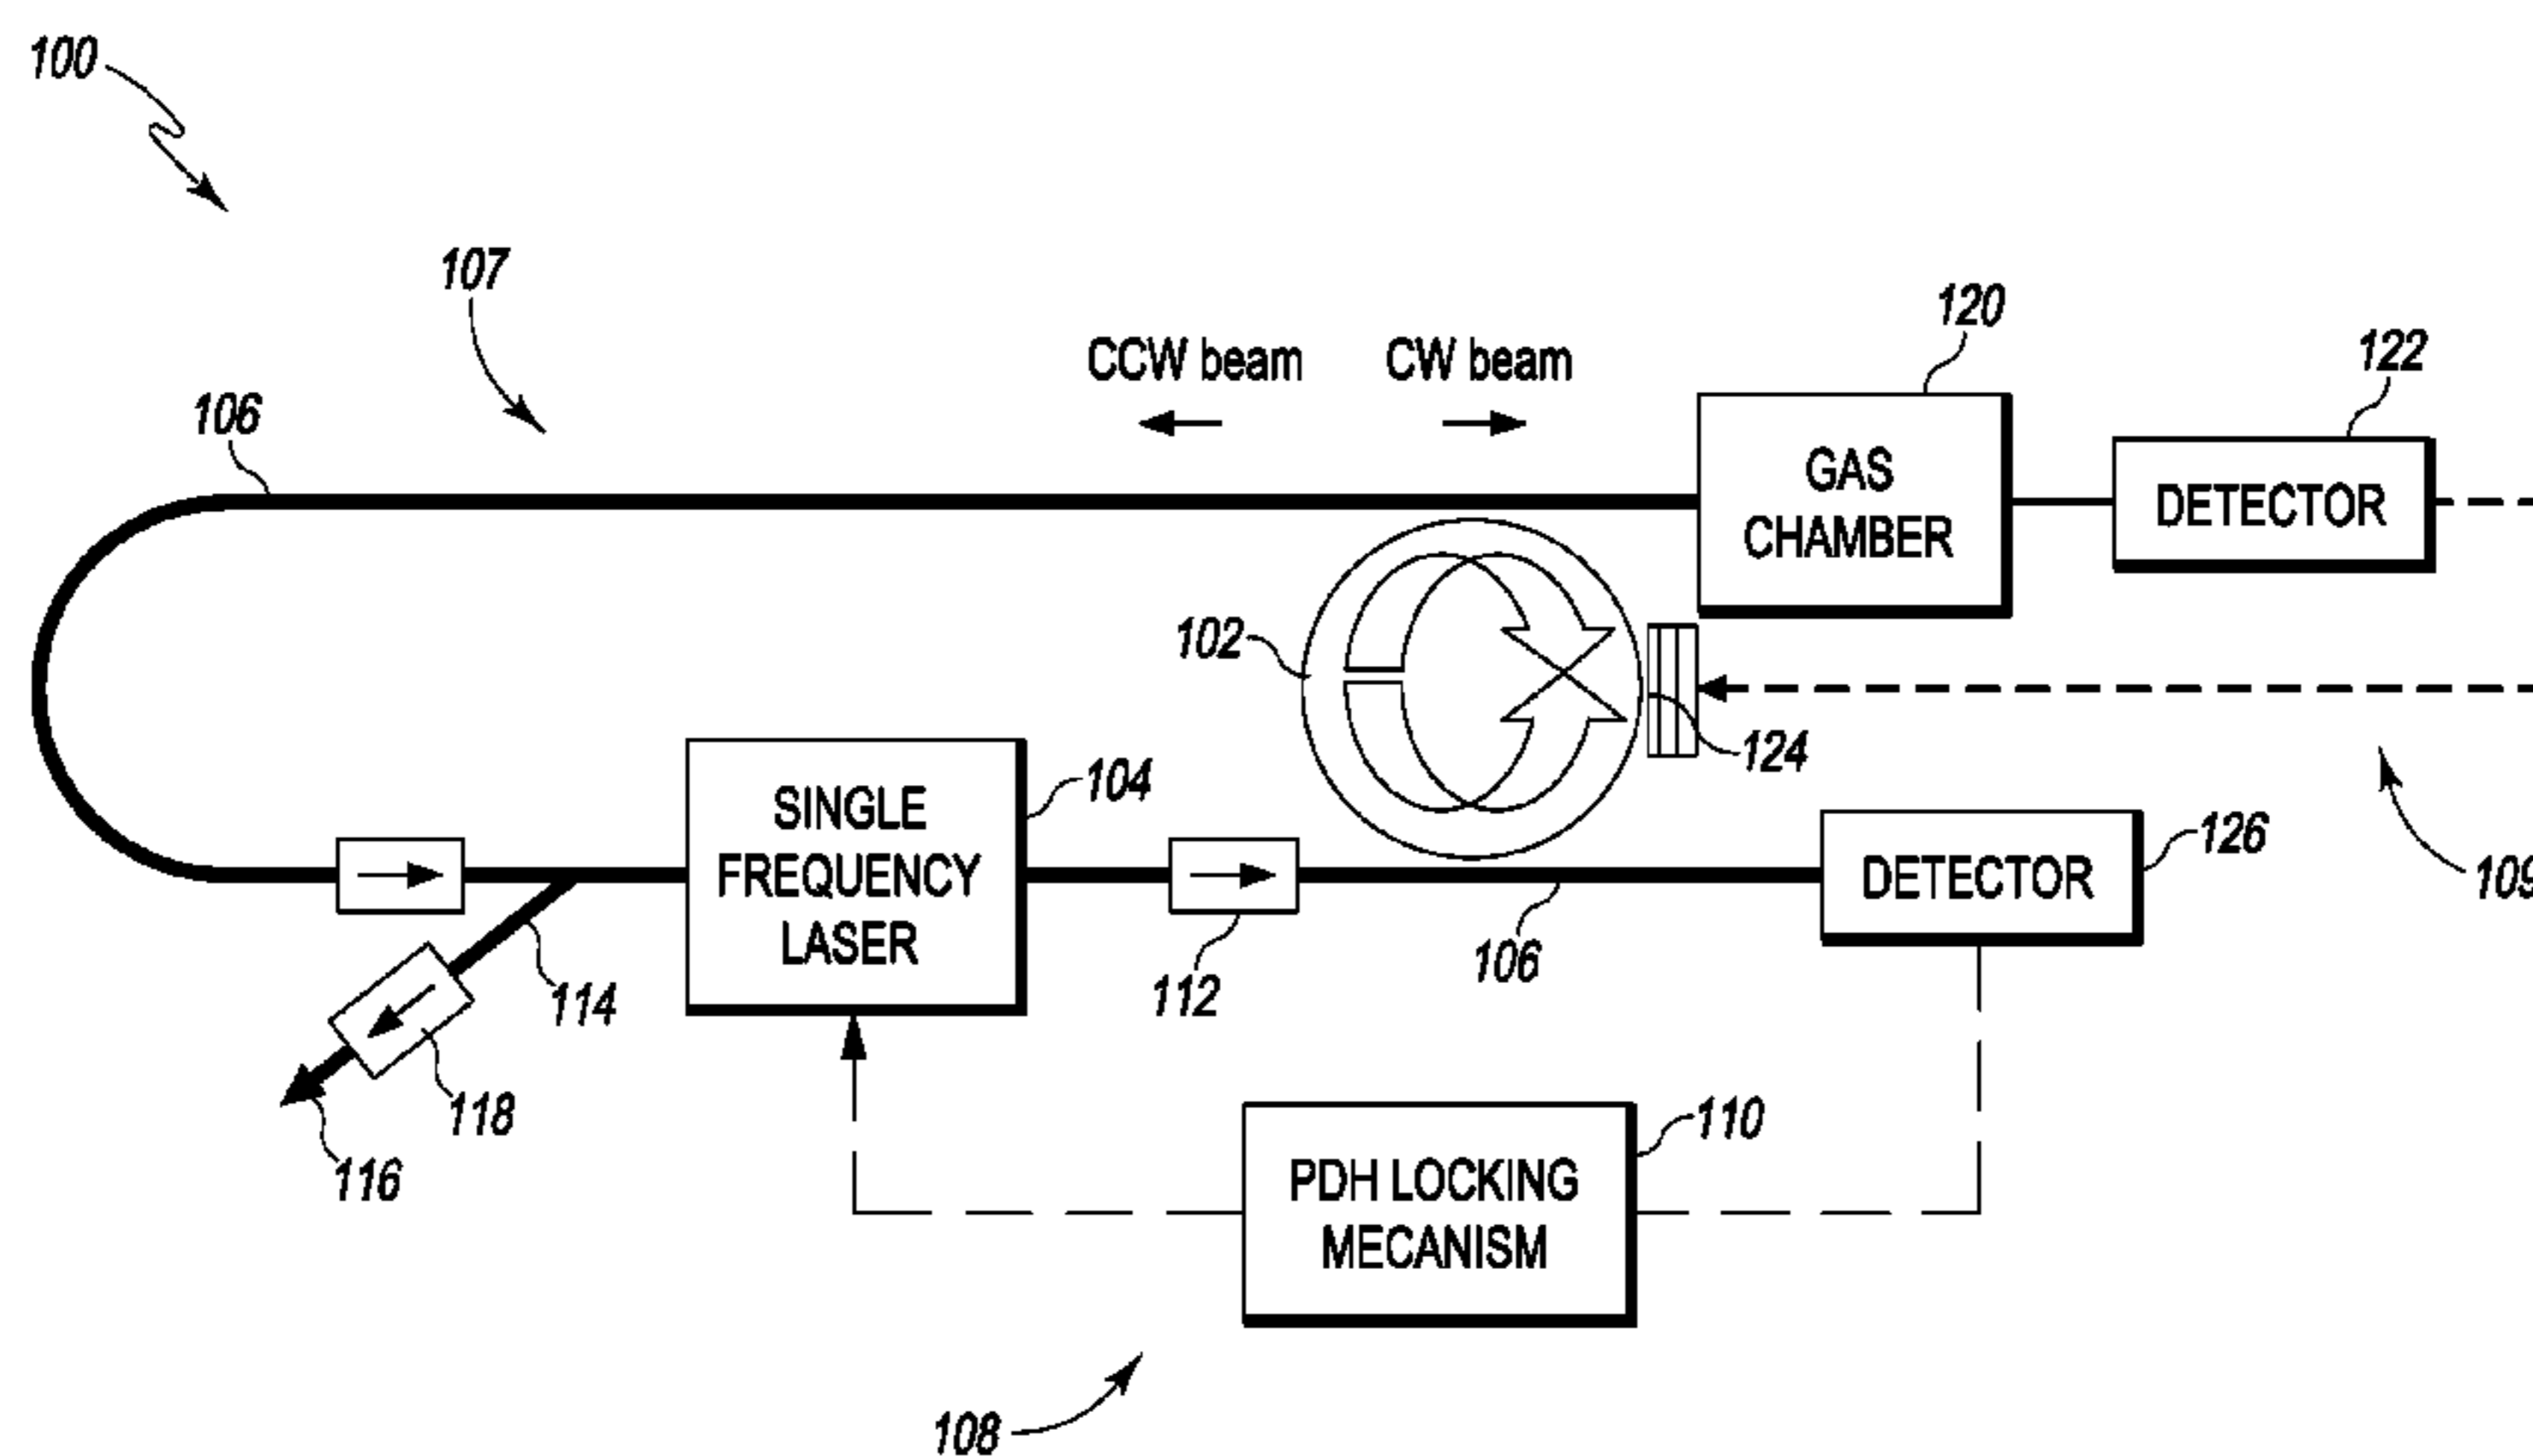 100
107
120
CCW beam
CW beam
122
106
GAS
CHAMBER
DETECTOR
102
124
SINGLE
FREQUENCY
LASER
104
126
DETECTOR
109
114
112
106
118
116
110
PDH LOCKING
MECANISM
108